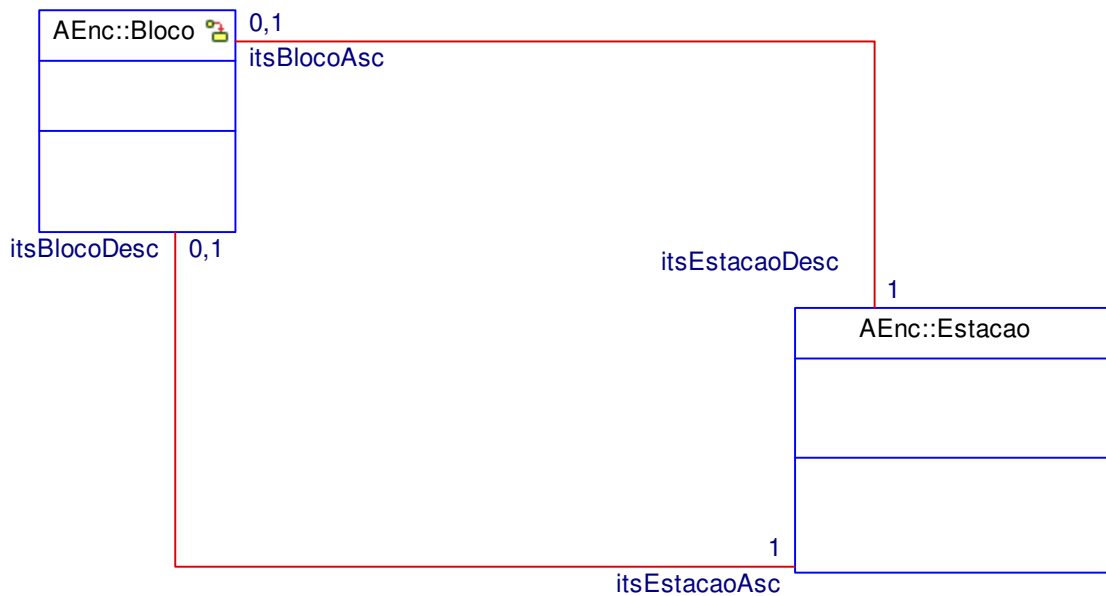 AEnc::Bloco
0,1
itsBlocoAsc
itsBlocoDesc
0,1
itsEstacaoDesc
1
AEnc::Estacao
1
itsEstacaoAsc